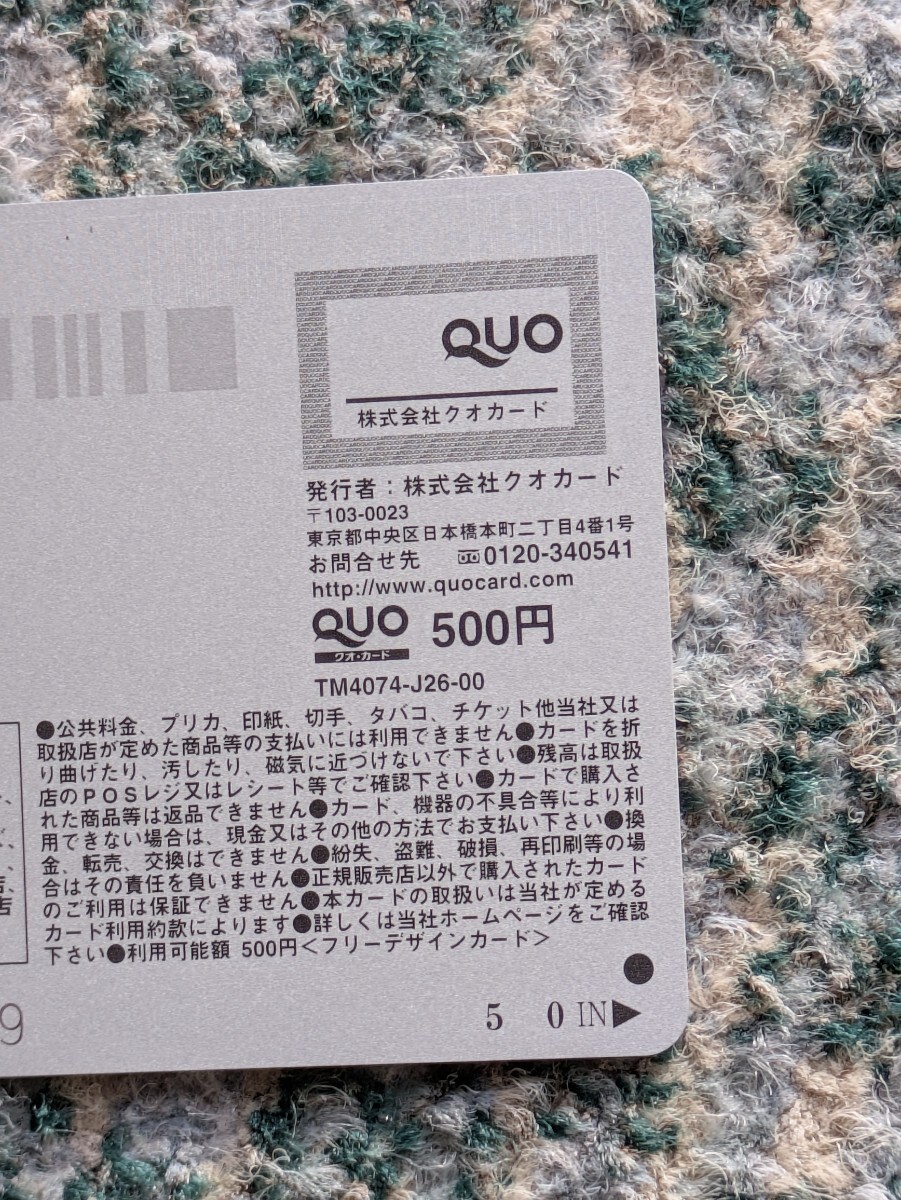 QUO
株式会社クオカード
発行者：株式会社クオカード
〒103-0023
東京都中央区日本橋本町二丁目4番1号
お問合せ先 0120-340541
http://www.quocard.com
QUO 500円
クオ・カード
TM4074-J26-00
●公共料金、プリカ、印紙、切手、タバコ、チケット他当社又は
取扱店が定めた商品等の支払いには利用できません●カードを折
り曲げたり、汚したり、磁気に近づけないで下さい●残高は取扱
店のPOSレジ又はレシート等でご確認下さい●カードで購入さ
れた商品等は返品できません●カード、機器の不具合等により利
用できない場合は、現金又はその他の方法でお支払い下さい●換
金、転売、交換はできません●紛失、盗難、破損、再印刷等の場
合はその責任を負いません●正規販売店以外で購入されたカード
のご利用は保証できません●本カードの取扱いは当社が定める
カード利用約款によります●詳しくは当社ホームページをご確認
下さい●利用可能額 500円＜フリーデザインカード＞
店、
店
9
5 0 IN▶